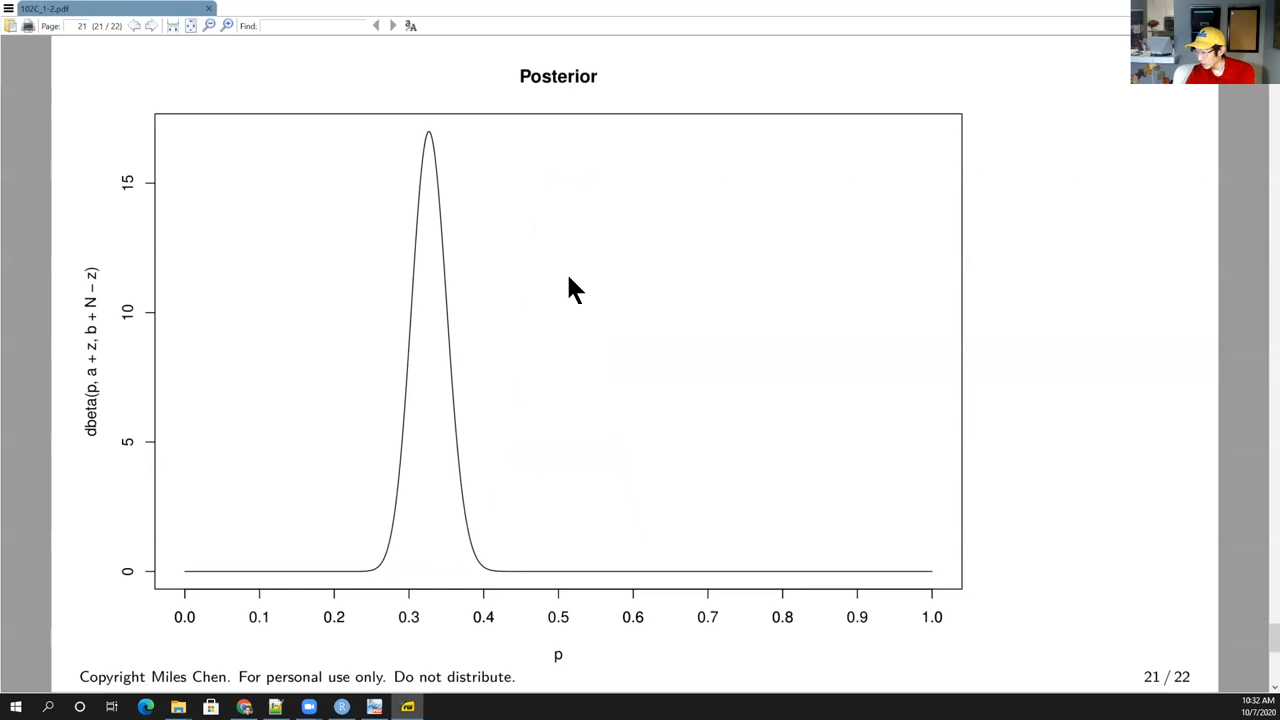 102C_1-2.pdf
Page: 21 (21 / 22) Find:
Posterior
dbeta(p, a + z, b + N − z)
15
10
5
0
0.0 0.1 0.2 0.3 0.4 0.5 0.6 0.7 0.8 0.9 1.0
p
Copyright Miles Chen. For personal use only. Do not distribute.
21 / 22
10:32 AM
10/7/2020